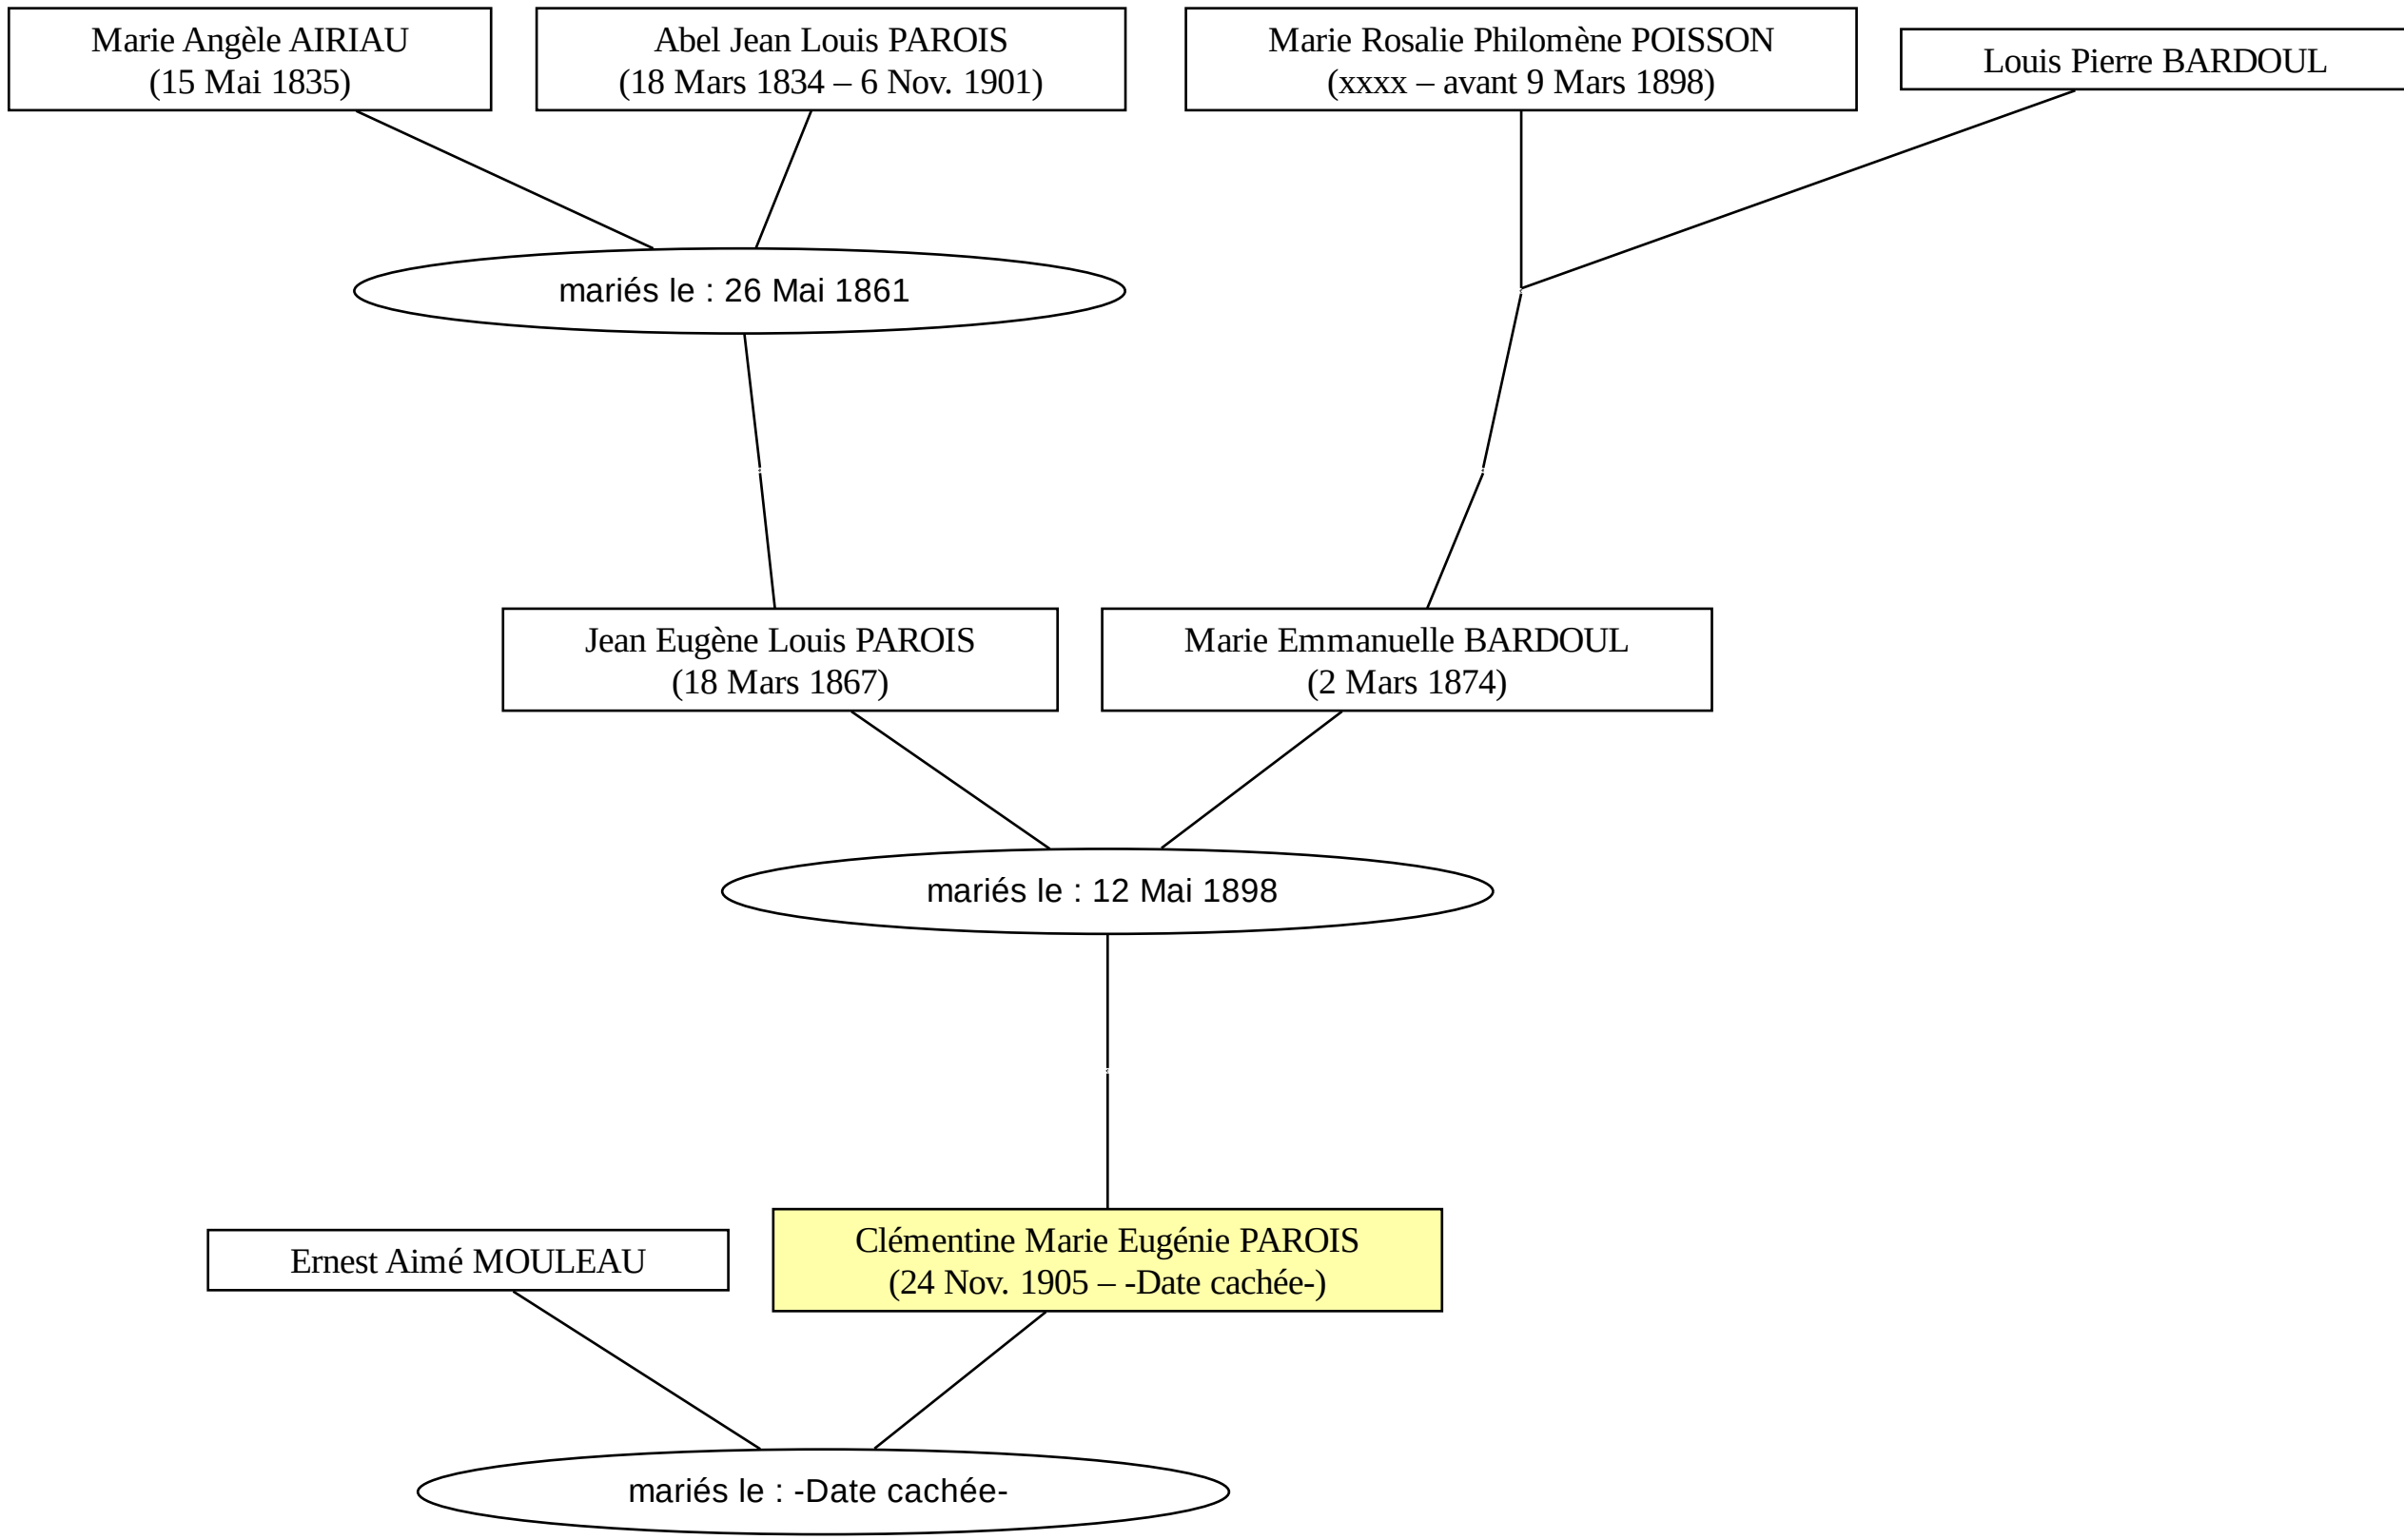 Marie Angèle AIRIAU
(15 Mai 1835)
Abel Jean Louis PAROIS
(18 Mars 1834 – 6 Nov. 1901)
Marie Rosalie Philomène POISSON
(xxxx – avant 9 Mars 1898)
Louis Pierre BARDOUL
mariés le : 26 Mai 1861
Jean Eugène Louis PAROIS
(18 Mars 1867)
Marie Emmanuelle BARDOUL
(2 Mars 1874)
mariés le : 12 Mai 1898
Ernest Aimé MOULEAU
Clémentine Marie Eugénie PAROIS
(24 Nov. 1905 – -Date cachée-)
mariés le : -Date cachée-